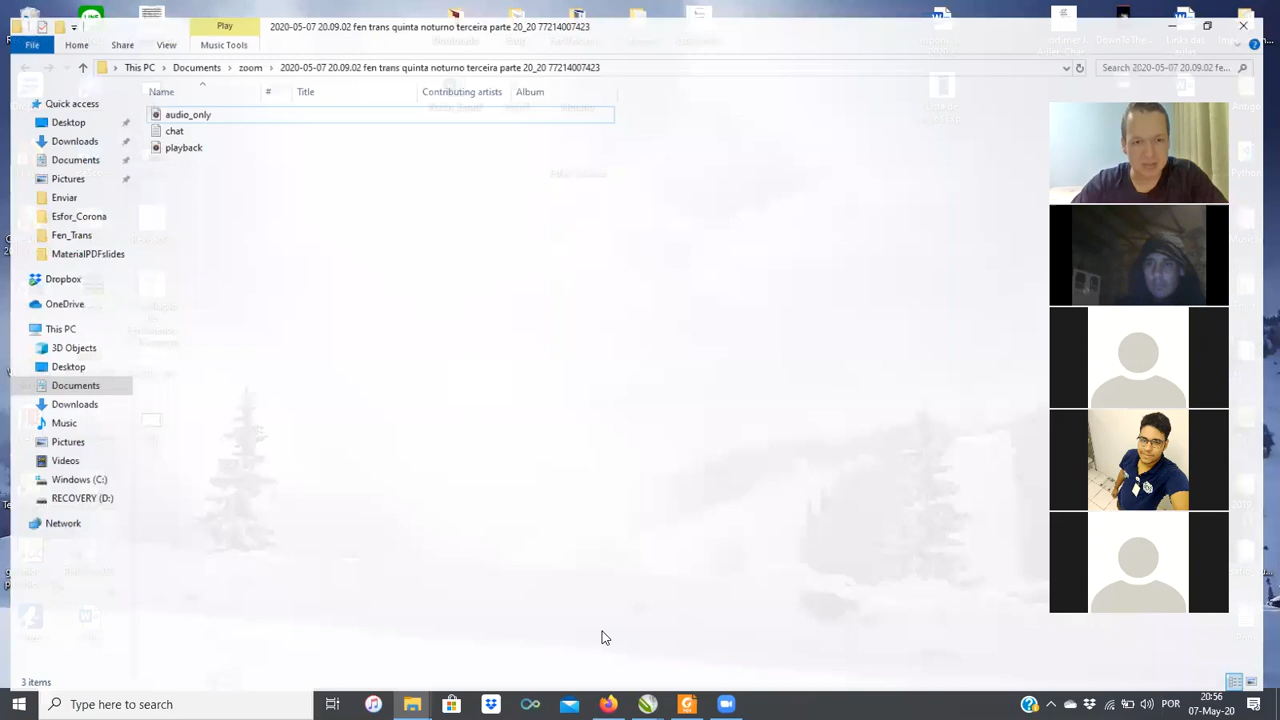 Play
2020-05-07 20.09.02 fen trans quinta noturno terceira parte 20_20 77214007423
File
Home
Share
View
Music Tools
This PC
Documents
zoom
2020-05-07 20.09.02 fen trans quinta noturno terceira parte 20_20 77214007423
Search 2020-05-07 20.09.02 fe...
Name
#
Title
Contributing artists
Album
Quick access
Desktop
Downloads
Documents
Pictures
Enviar
Esfor_Corona
Fen_Trans
MaterialPDFslides
Dropbox
OneDrive
This PC
3D Objects
Desktop
Documents
Downloads
Music
Pictures
Videos
Windows (C:)
RECOVERY (D:)
Network
audio_only
chat
playback
3 items
Type here to search
POR
20:56
07-May-20